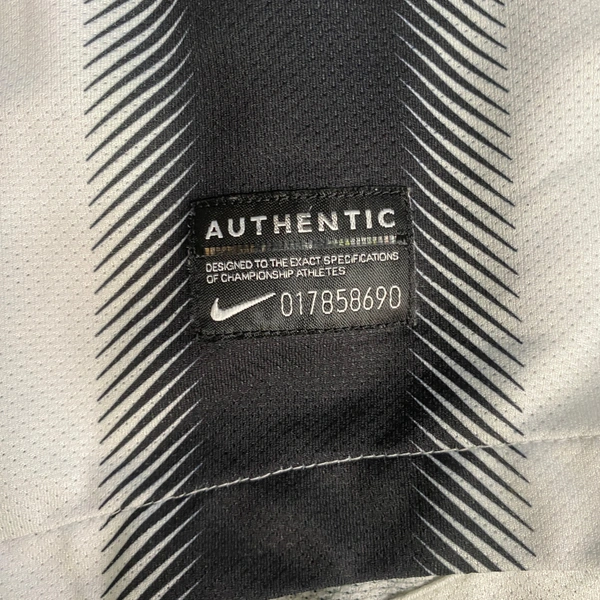 AUTHENTIC
DESIGNED TO THE EXACT SPECIFICATIONS
OF CHAMPIONSHIP ATHLETES
017858690